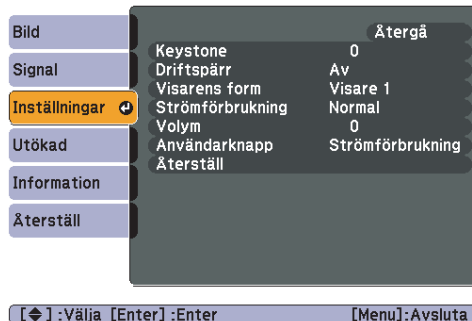 Bild
Signal
Inställningar
Utökad
Information
Återställ
Återgå
Keystone 0
Driftspärr Av
Visarens form Visare 1
Strömförbrukning Normal
Volym 0
Användarknapp Strömförbrukning
Återställ
[◆] :Välja [Enter] :Enter [Menu]:Avsluta